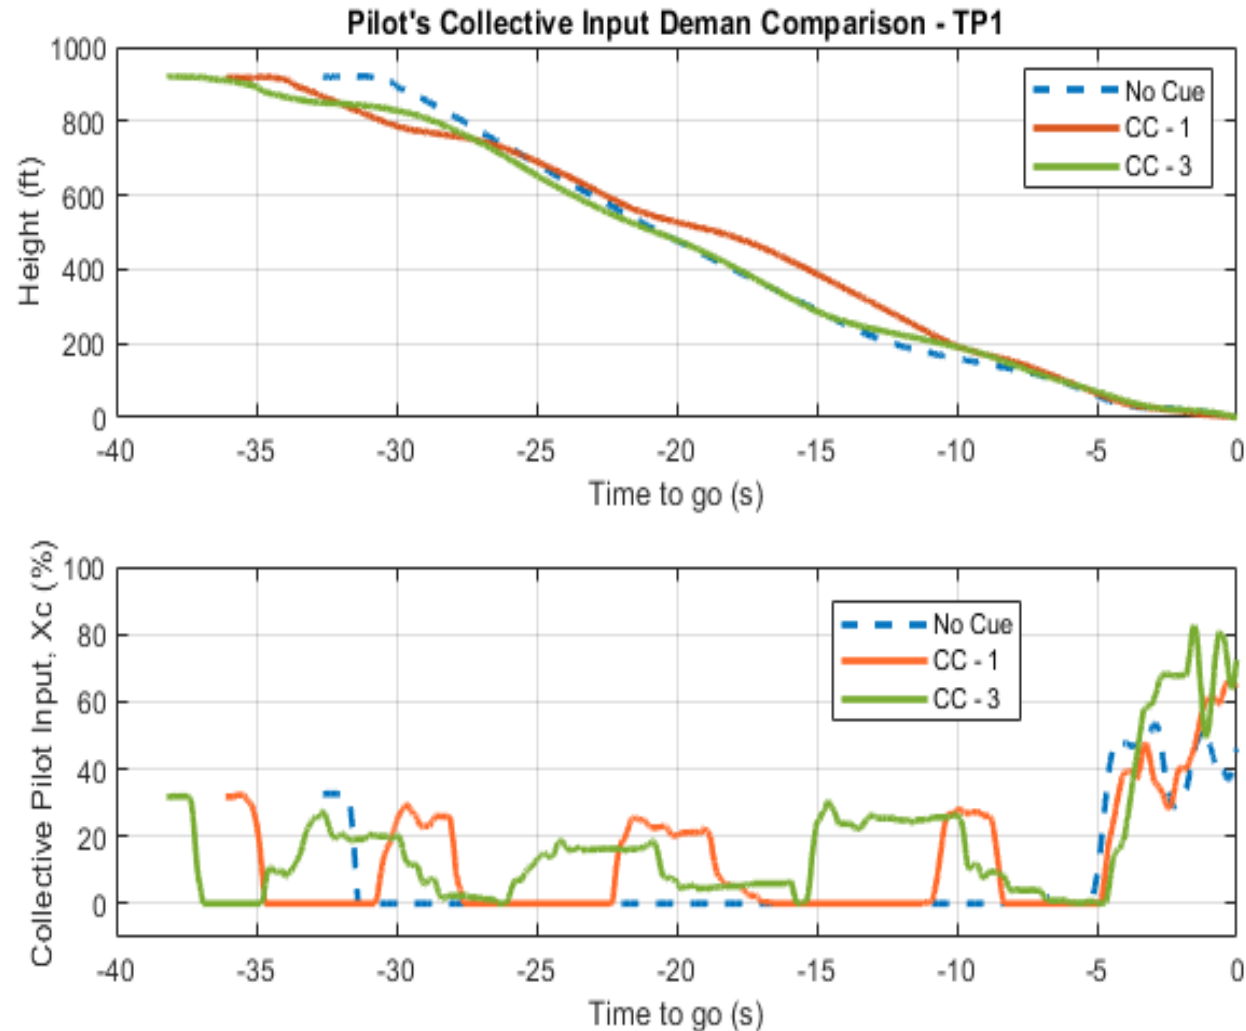 Pilot's Collective Input Deman Comparison - TP1
Height (ft)
1000
800
600
400
200
0
No Cue
CC - 1
CC - 3
-40 -35 -30 -25 -20 -15 -10 -5 0
Time to go (s)
Collective Pilot Input, Xc (%)
100
80
60
40
20
0
No Cue
CC - 1
CC - 3
-40 -35 -30 -25 -20 -15 -10 -5 0
Time to go (s)